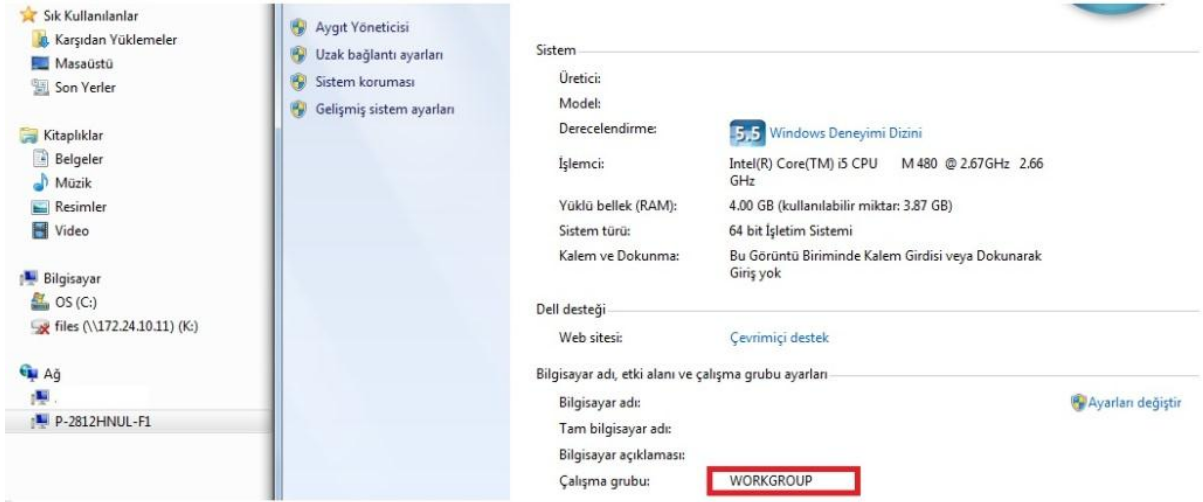 Sık Kullanılanlar
Karşıdan Yüklemeler
Masaüstü
Son Yerler
Kitaplıklar
Belgeler
Müzik
Resimler
Video
Bilgisayar
OS (C:)
files (\\172.24.10.11) (K:)
Ağ
P-2812HNUL-F1
Aygıt Yöneticisi
Uzak bağlantı ayarları
Sistem koruması
Gelişmiş sistem ayarları
Sistem
Üretici:
Model:
Derecelendirme: 5,5 Windows Deneyimi Dizini
İşlemci: Intel(R) Core(TM) i5 CPU M 480 @ 2.67GHz 2.66
GHz
Yüklü bellek (RAM): 4.00 GB (kullanılabilir miktar: 3.87 GB)
Sistem türü: 64 bit İşletim Sistemi
Kalem ve Dokunma: Bu Görüntü Biriminde Kalem Girdisi veya Dokunarak
Giriş yok
Dell desteği
Web sitesi: Çevrimiçi destek
Bilgisayar adı, etki alanı ve çalışma grubu ayarları
Bilgisayar adı: Ayarları değiştir
Tam bilgisayar adı:
Bilgisayar açıklaması:
Çalışma grubu: WORKGROUP